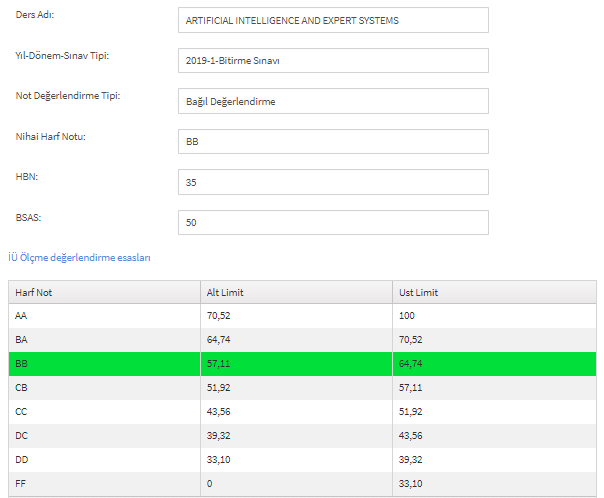 Ders Adı: ARTIFICIAL INTELLIGENCE AND EXPERT SYSTEMS
Yıl-Dönem-Sınav Tipi: 2019-1-Bitirme Sınavı
Not Değerlendirme Tipi: Bağıl Değerlendirme
Nihai Harf Notu: BB
HBN: 35
BSAS: 50
İÜ Ölçme değerlendirme esasları
Harf Not Alt Limit Ust Limit
AA 70,52 100
BA 64,74 70,52
BB 57,11 64,74
CB 51,92 57,11
CC 43,56 51,92
DC 39,32 43,56
DD 33,10 39,32
FF 0 33,10